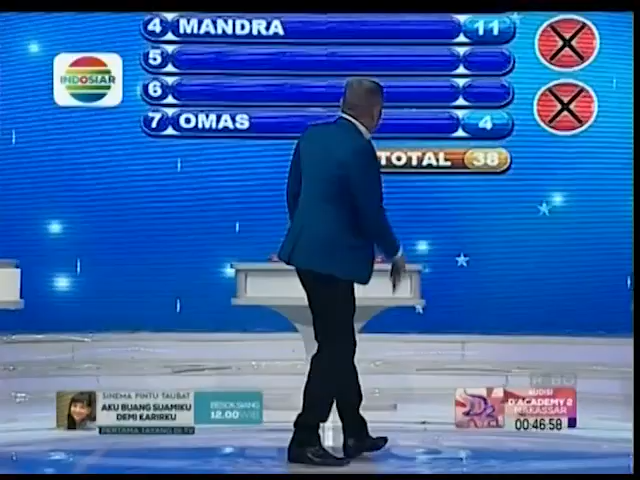 4 MANDRA 11
5
6
7 OMAS 4
TOTAL 38
INDOSIAR
SINEMA PINTU TAUBAT
AKU BUANG SUAMIKU
DEMI KARIRKU
PERTAMA TAYANG DI TV
BESOK SIANG
12.00 WIB
AUDISI
D'ACADEMY 2
MAKASSAR
00:46:58